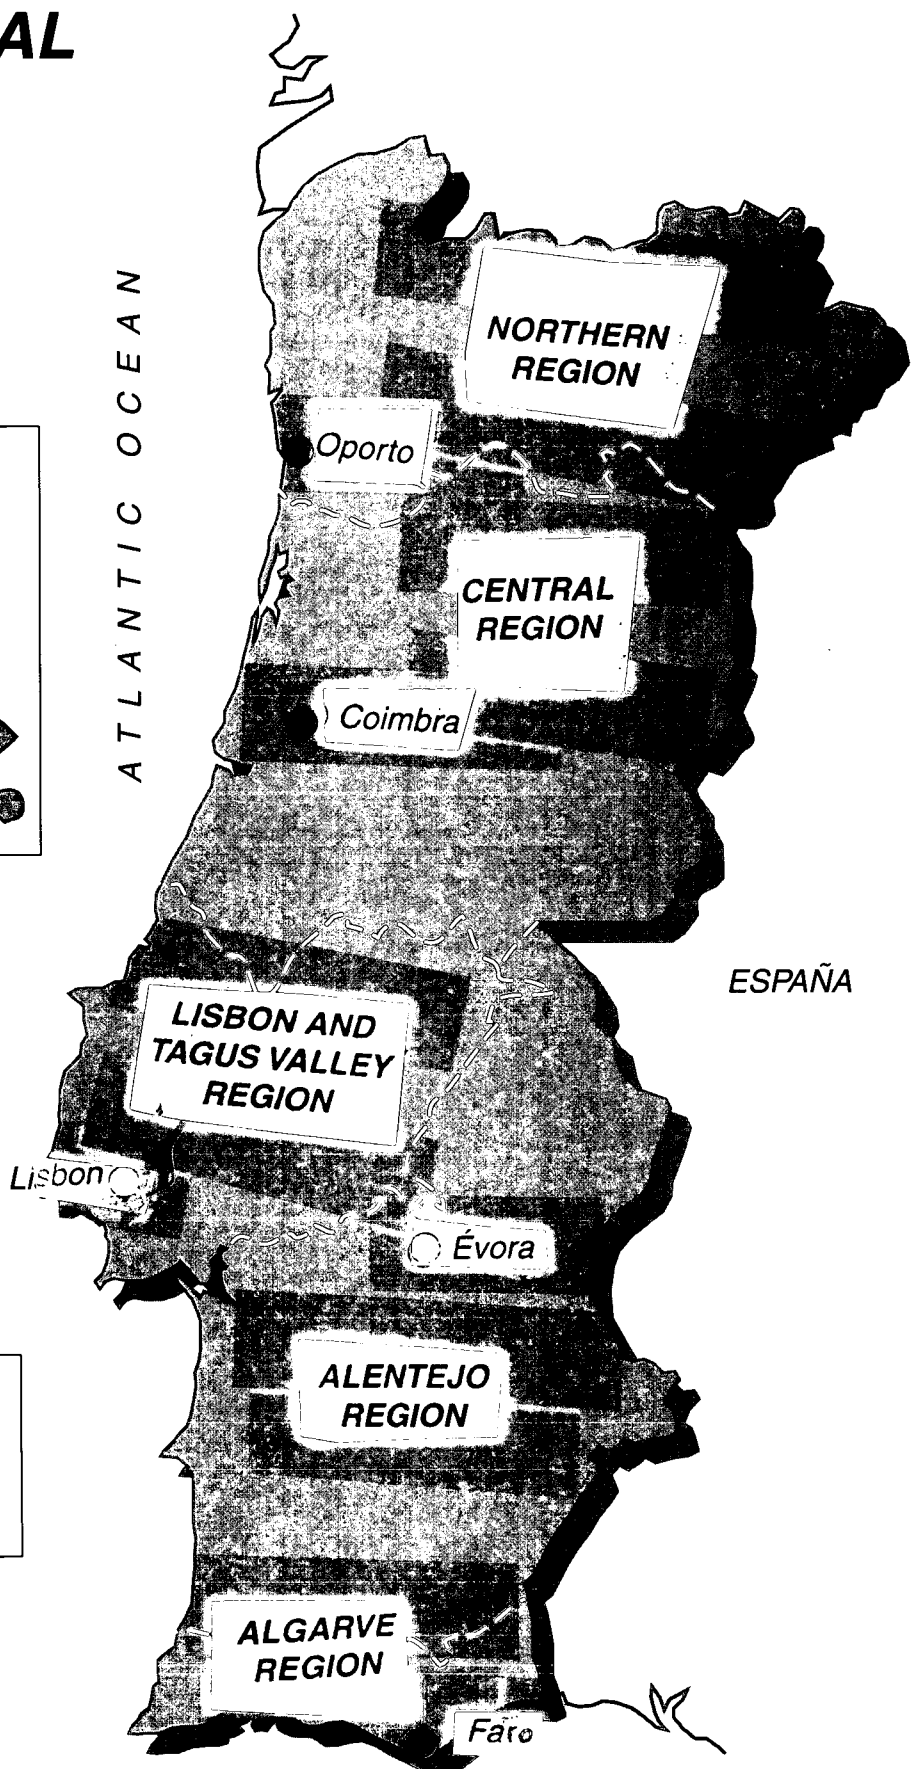 AL
ATLANTIC OCEAN
NORTHERN
REGION
Oporto
CENTRAL
REGION
Coimbra
ESPAÑA
LISBON AND
TAGUS VALLEY
REGION
Lisbon
Évora
ALENTEJO
REGION
ALGARVE
REGION
Faro